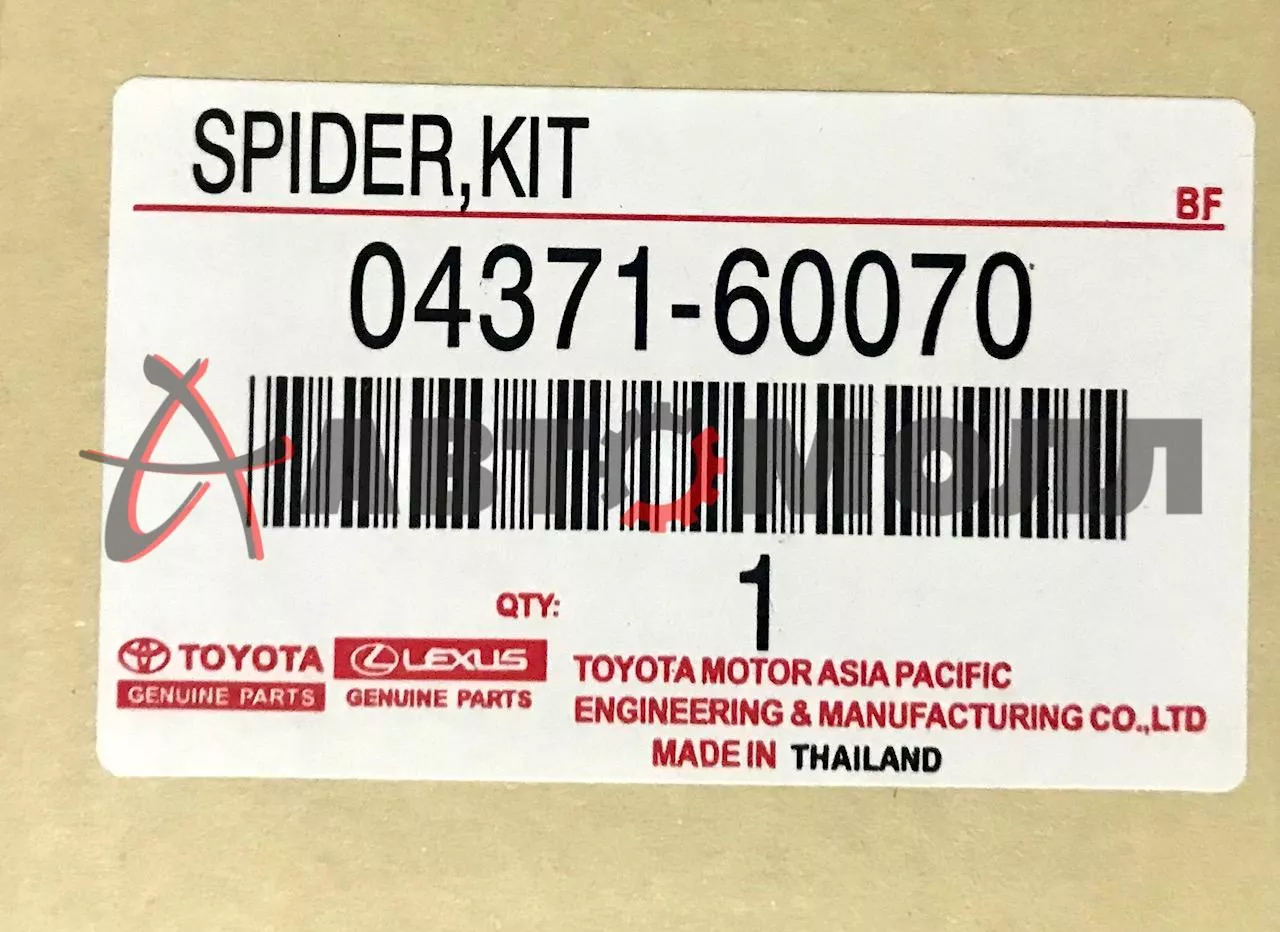 SPIDER,KIT
BF
04371-60070
АВТОМОЛЛ
1
QTY:
TOYOTA
GENUINE PARTS
LEXUS
GENUINE PARTS
TOYOTA MOTOR ASIA PACIFIC
ENGINEERING & MANUFACTURING CO.,LTD
MADE IN THAILAND